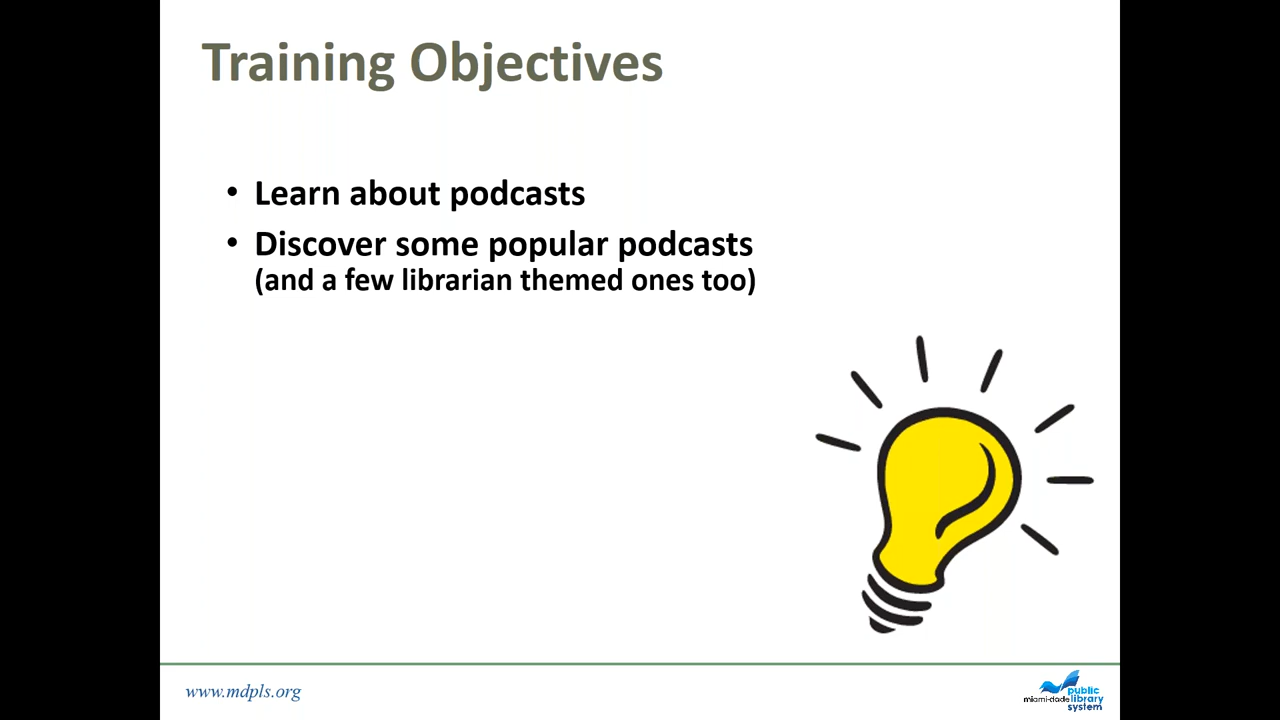 Training Objectives
• Learn about podcasts
• Discover some popular podcasts
(and a few librarian themed ones too)
www.mdpls.org
public
miami-dade library
system